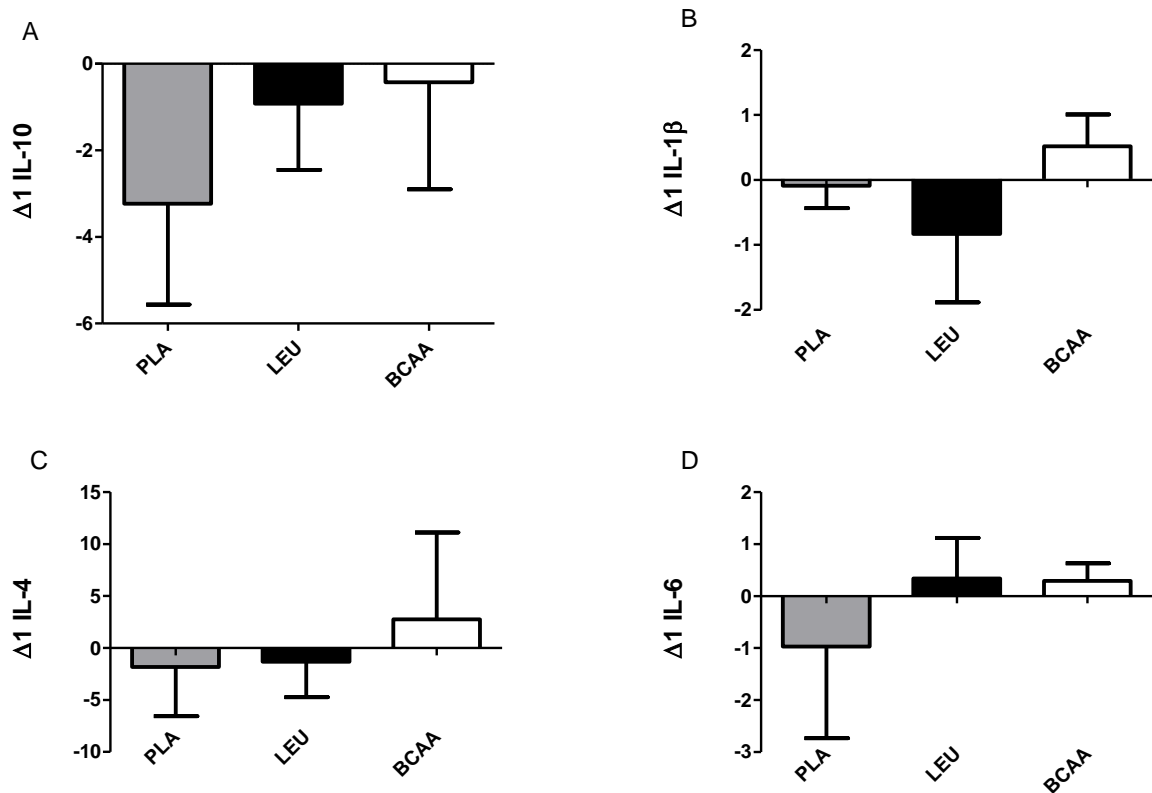 A
Δ1 IL-10
0
-2
-4
-6
PLA
LEU
BCAA
B
Δ1 IL-1β
2
1
0
-1
-2
PLA
LEU
BCAA
C
Δ1 IL-4
15
10
5
0
-5
-10
PLA
LEU
BCAA
D
Δ1 IL-6
2
1
0
-1
-2
-3
PLA
LEU
BCAA